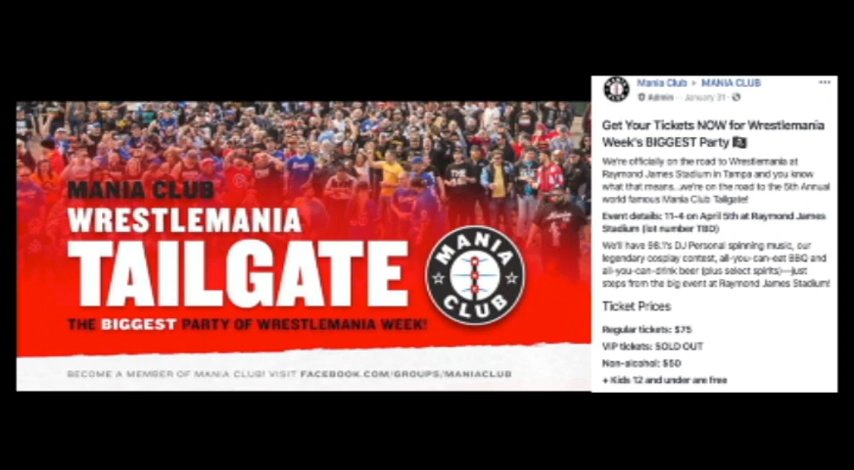 MANIA CLUB
WRESTLEMANIA
TAILGATE
THE BIGGEST PARTY OF WRESTLEMANIA WEEK!
MANIA
CLUB
BECOME A MEMBER OF MANIA CLUB! VISIT FACEBOOK.COM/GROUPS/MANIACLUB
MANIA
CLUB
Mania Club ▸ MANIA CLUB
Admin · January 31 ·
Get Your Tickets NOW for Wrestlemania
Week's BIGGEST Party
We're officially on the road to Wrestlemania at
Raymond James Stadium in Tampa and you know
what that means...we're on the road to the 5th Annual
world famous Mania Club Tailgate!
Event details: 11-4 on April 5th at Raymond James
Stadium (lot number TBD)
We'll have 98.1's DJ Personal spinning music, our
legendary cosplay contest, all-you-can-eat BBQ and
all-you-can-drink beer (plus select spirits)—just
steps from the big event at Raymond James Stadium!
Ticket Prices
Regular tickets: $75
VIP tickets: SOLD OUT
Non-alcohol: $50
+ Kids 12 and under are free